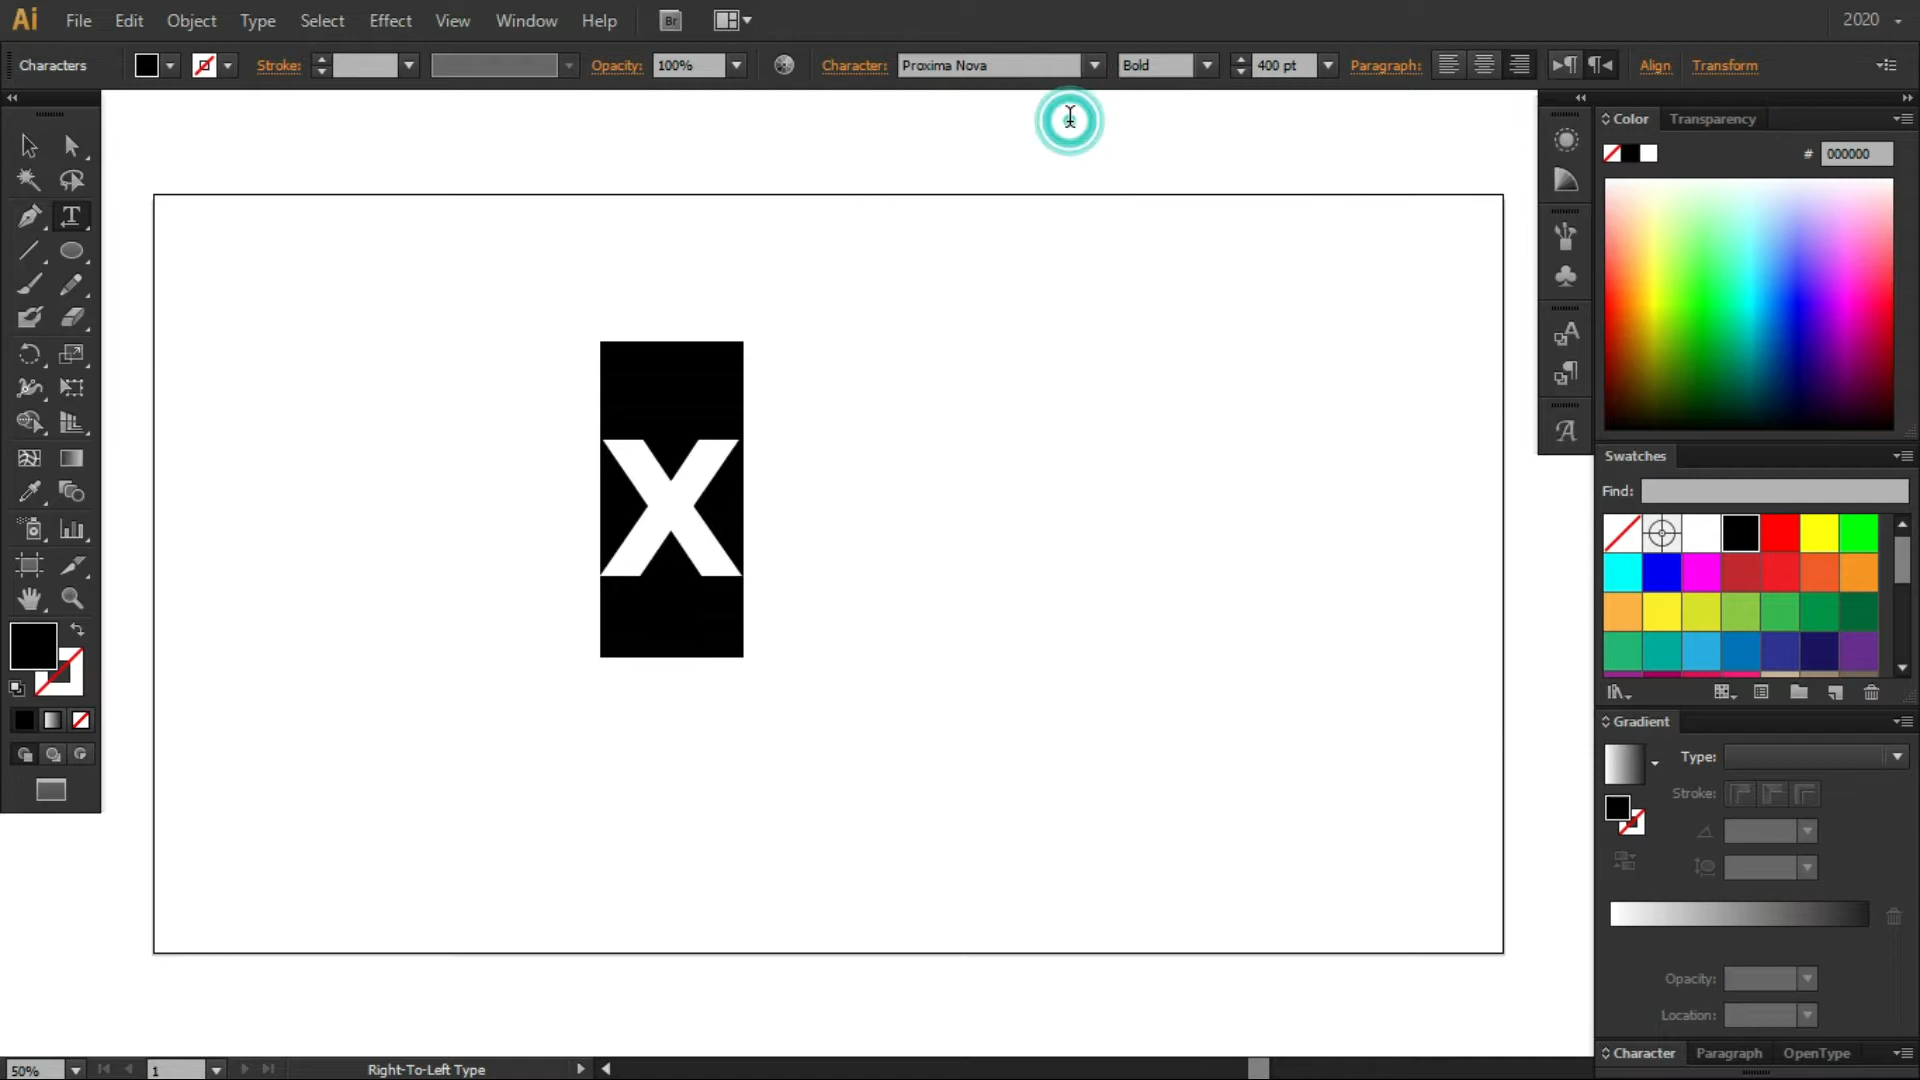 Ai File Edit Object Type Select Effect View Window Help Br 2020
Characters Stroke: Opacity: 100% Character: Proxima Nova Bold 400 pt Paragraph: Align Transform
Color Transparency
# 000000
X
Swatches
Find:
Gradient
Type:
Stroke:
Opacity:
Location:
Character Paragraph OpenType
50% 1 Right-To-Left Type